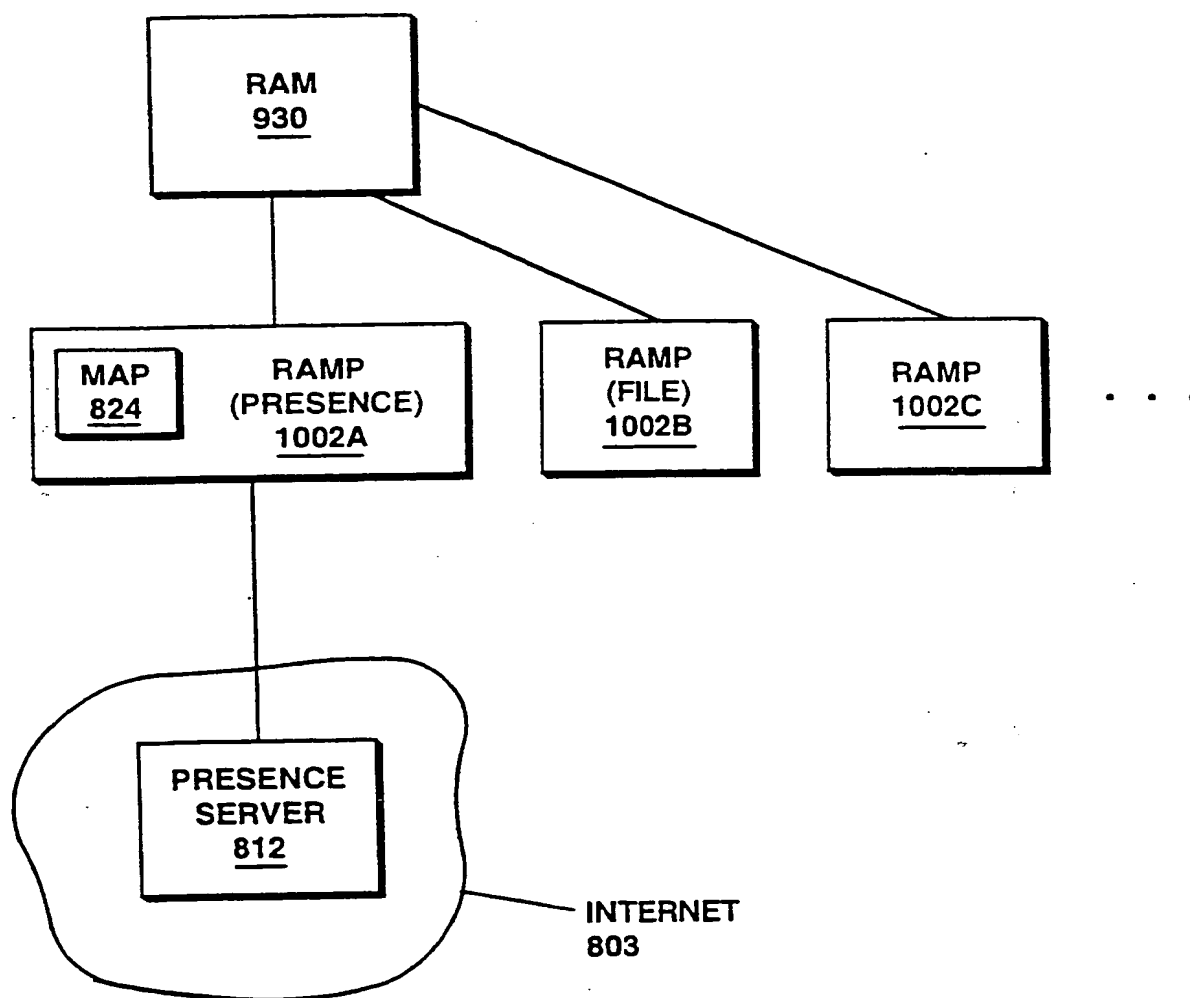 RAM
930
MAP
824
RAMP
(PRESENCE)
1002A
RAMP
(FILE)
1002B
RAMP
1002C
. . .
PRESENCE
SERVER
812
INTERNET
803